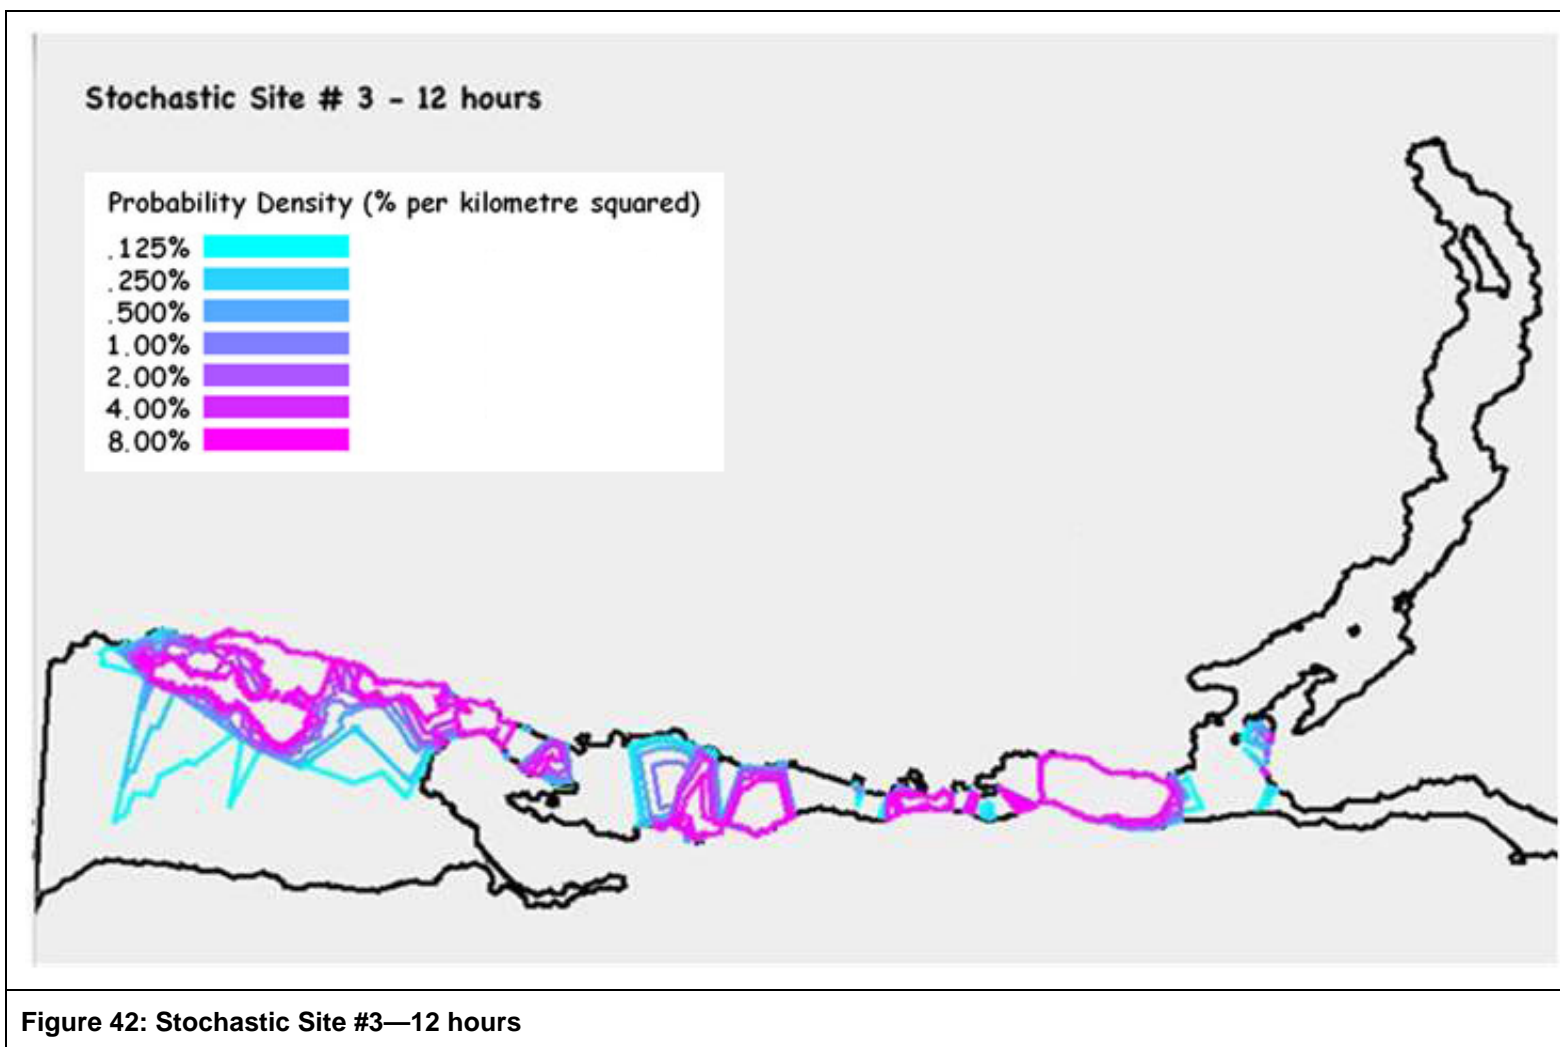 Stochastic Site # 3 - 12 hours
Probability Density (% per kilometre squared)
.125%
.250%
.500%
1.00%
2.00%
4.00%
8.00%
Figure 42: Stochastic Site #3—12 hours